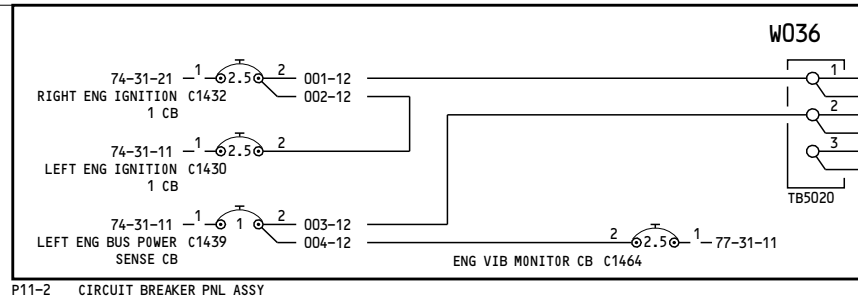 W036
74-31-21 1 2.5 2 001-12 1
RIGHT ENG IGNITION C1432 002-12
1 CB
2
74-31-11 1 2.5 2 3
LEFT ENG IGNITION C1430
1 CB
TB5020
74-31-11 1 1 2 003-12
LEFT ENG BUS POWER C1439 004-12 2 2.5 1 77-31-11
SENSE CB ENG VIB MONITOR CB C1464
P11-2 CIRCUIT BREAKER PNL ASSY